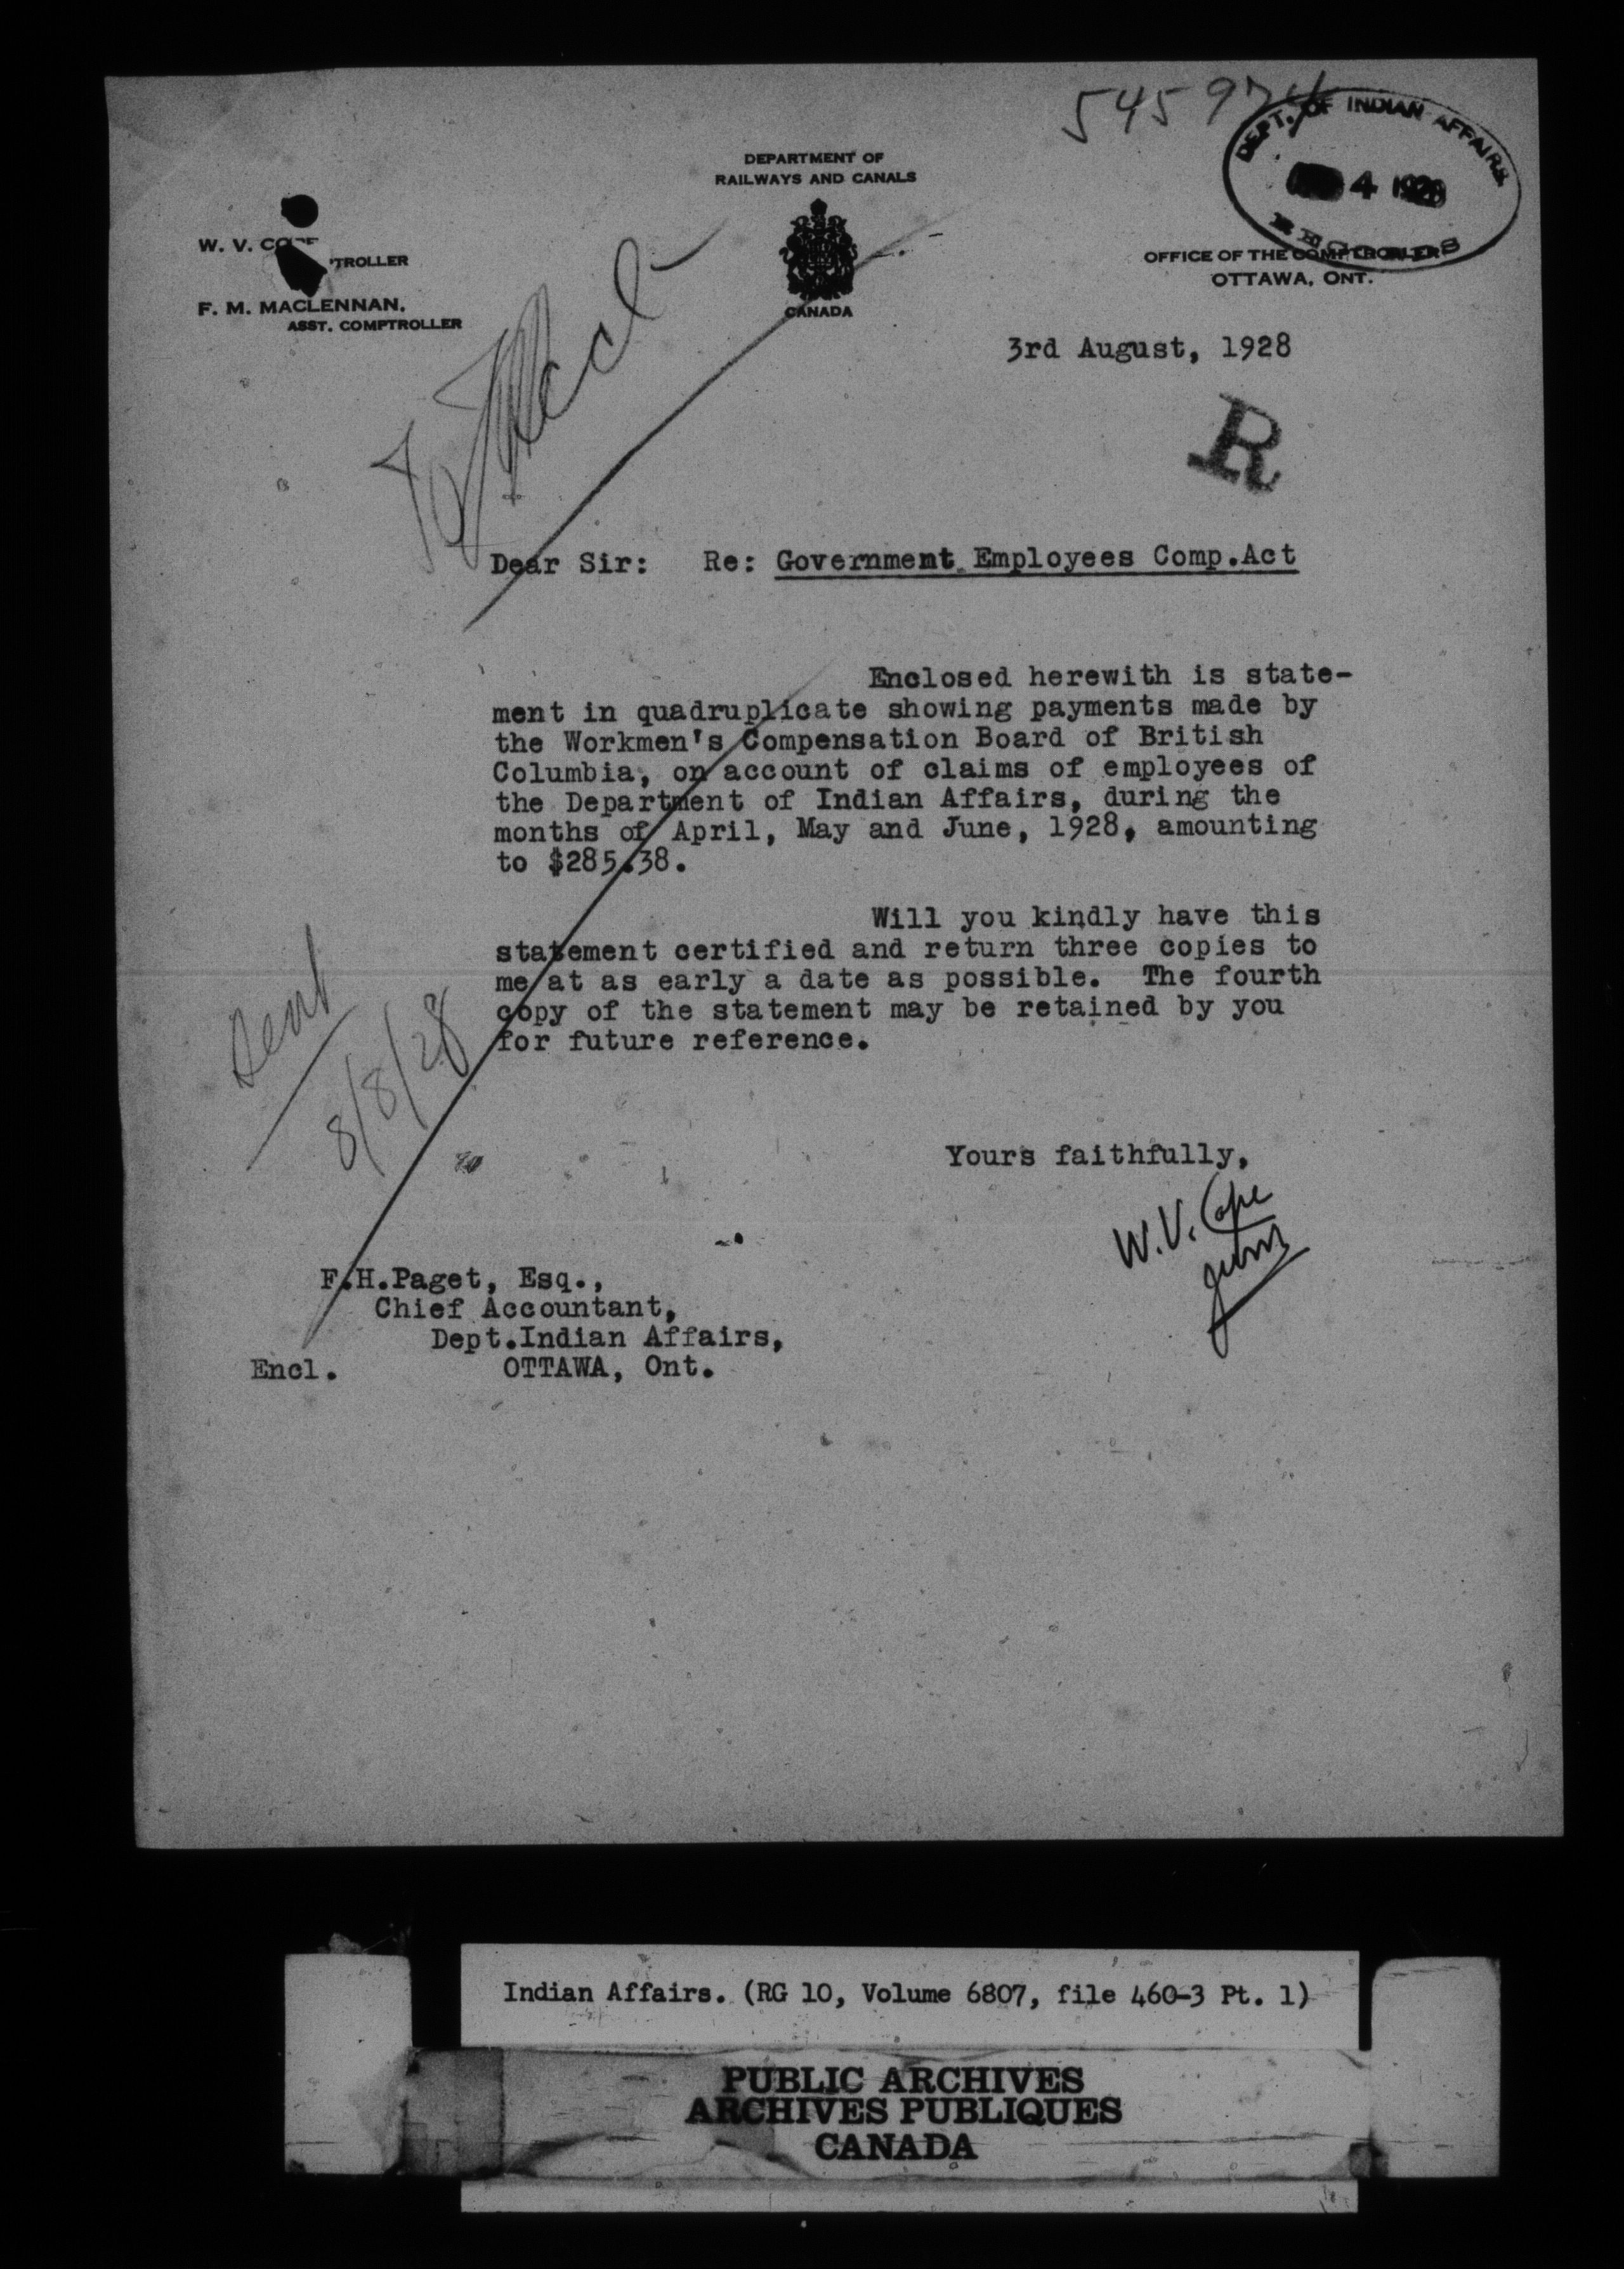 545974
DEPT. OF INDIAN AFFAIRS
4 1928
RECORDS
DEPARTMENT OF
RAILWAYS AND CANALS
CANADA
W. V. COPE
TROLLER
F. M. MACLENNAN,
ASST. COMPTROLLER
OFFICE OF THE COMPTROLLER
OTTAWA, ONT.
3rd August, 1928
R
Dear Sir: Re: Government Employees Comp.Act
Enclosed herewith is state-
ment in quadruplicate showing payments made by
the Workmen's Compensation Board of British
Columbia, on account of claims of employees of
the Department of Indian Affairs, during the
months of April, May and June, 1928, amounting
to $285.38.
Will you kindly have this
statement certified and return three copies to
me at as early a date as possible. The fourth
copy of the statement may be retained by you
for future reference.
Sent
8/8/28
Yours faithfully,
W.V. Cope
F.H.Paget, Esq.,
Chief Accountant,
Dept.Indian Affairs,
Encl. OTTAWA, Ont.
Indian Affairs. (RG 10, Volume 6807, file 460-3 Pt. 1)
PUBLIC ARCHIVES
ARCHIVES PUBLIQUES
CANADA